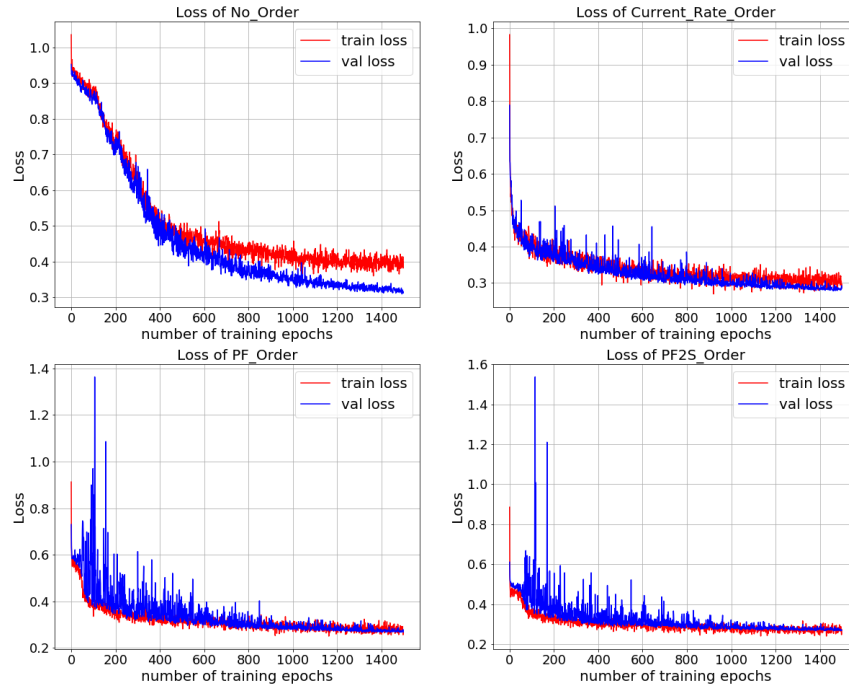 Loss of No_Order
Loss
1.0
0.9
0.8
0.7
0.6
0.5
0.4
0.3
train loss
val loss
0 200 400 600 800 1000 1200 1400
number of training epochs
Loss of Current_Rate_Order
Loss
1.0
0.9
0.8
0.7
0.6
0.5
0.4
0.3
train loss
val loss
0 200 400 600 800 1000 1200 1400
number of training epochs
Loss of PF_Order
Loss
1.4
1.2
1.0
0.8
0.6
0.4
0.2
train loss
val loss
0 200 400 600 800 1000 1200 1400
number of training epochs
Loss of PF2S_Order
Loss
1.6
1.4
1.2
1.0
0.8
0.6
0.4
0.2
train loss
val loss
0 200 400 600 800 1000 1200 1400
number of training epochs